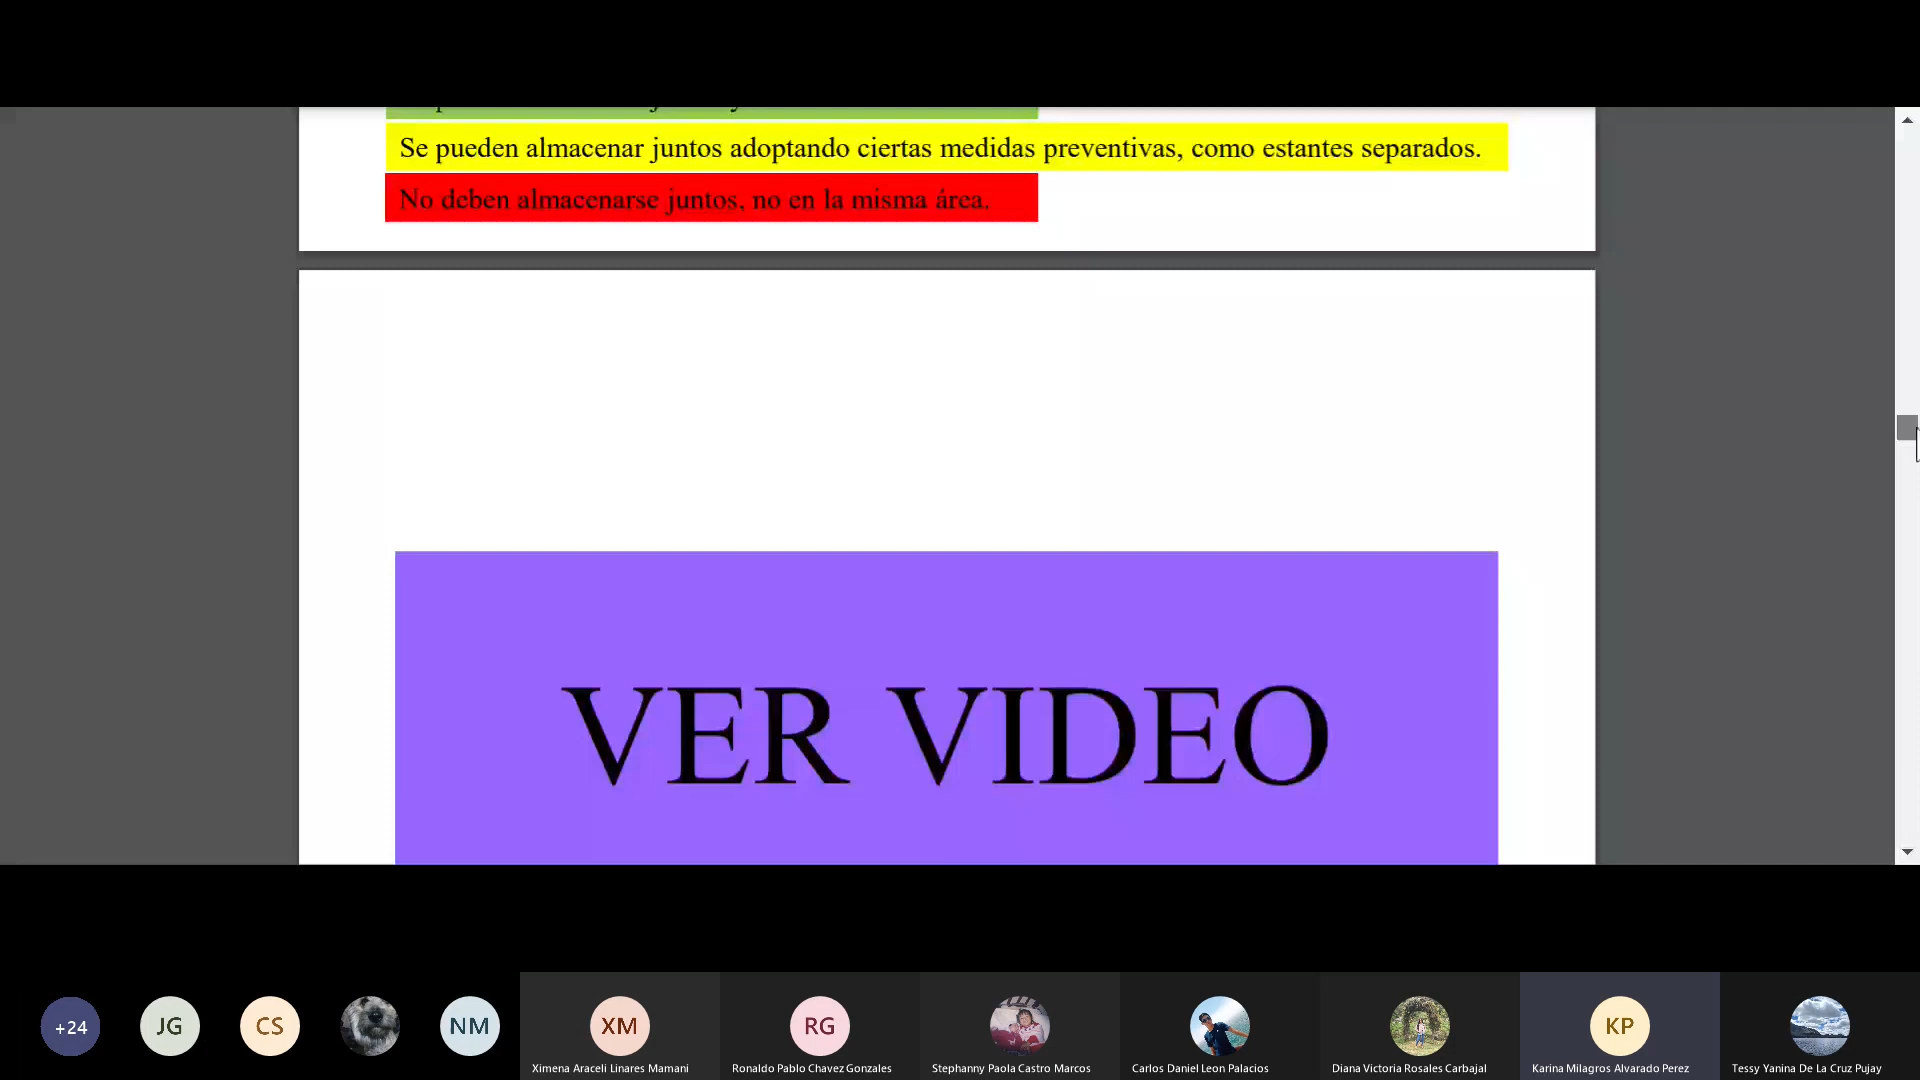 Se pueden almacenar juntos adoptando ciertas medidas preventivas, como estantes separados.
No deben almacenarse juntos, no en la misma área.
VER VIDEO
+24
JG
CS
NM
XM
RG
KP
Ximena Araceli Linares Mamani
Ronaldo Pablo Chavez Gonzales
Stephanny Paola Castro Marcos
Carlos Daniel Leon Palacios
Diana Victoria Rosales Carbajal
Karina Milagros Alvarado Perez
Tessy Yanina De La Cruz Pujay